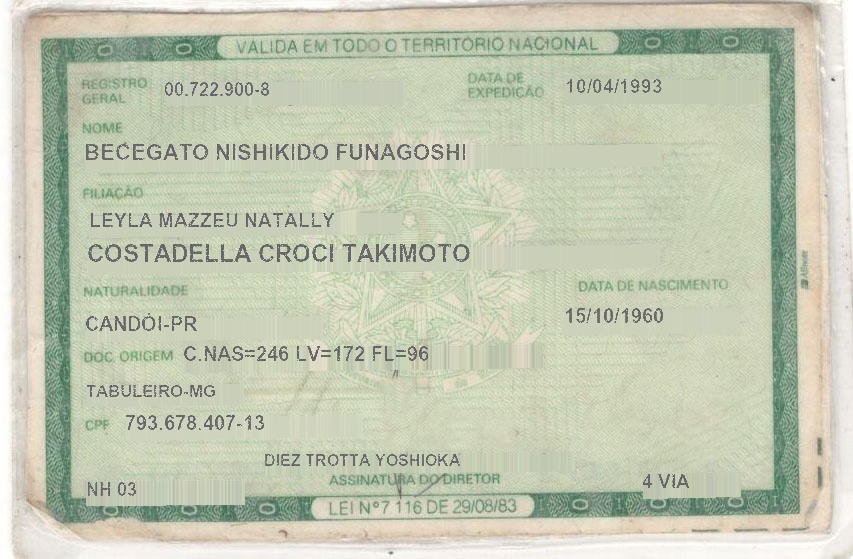 VÁLIDA EM TODO O TERRITÓRIO NACIONAL
REGISTRO GERAL 00.722.900-8 DATA DE EXPEDIÇÃO 10/04/1993
NOME
BECEGATO NISHIKIDO FUNAGOSHI
FILIAÇÃO
LEYLA MAZZEU NATALLY
COSTADELLA CROCI TAKIMOTO
NATURALIDADE DATA DE NASCIMENTO
CANDÓI-PR 15/10/1960
DOC ORIGEM C.NAS=246 LV=172 FL=96
TABULEIRO-MG
CPF 793.678.407-13
DIEZ TROTTA YOSHIOKA
ASSINATURA DO DIRETOR
NH 03 4 VIA
LEI Nº 7 116 DE 29/08/83